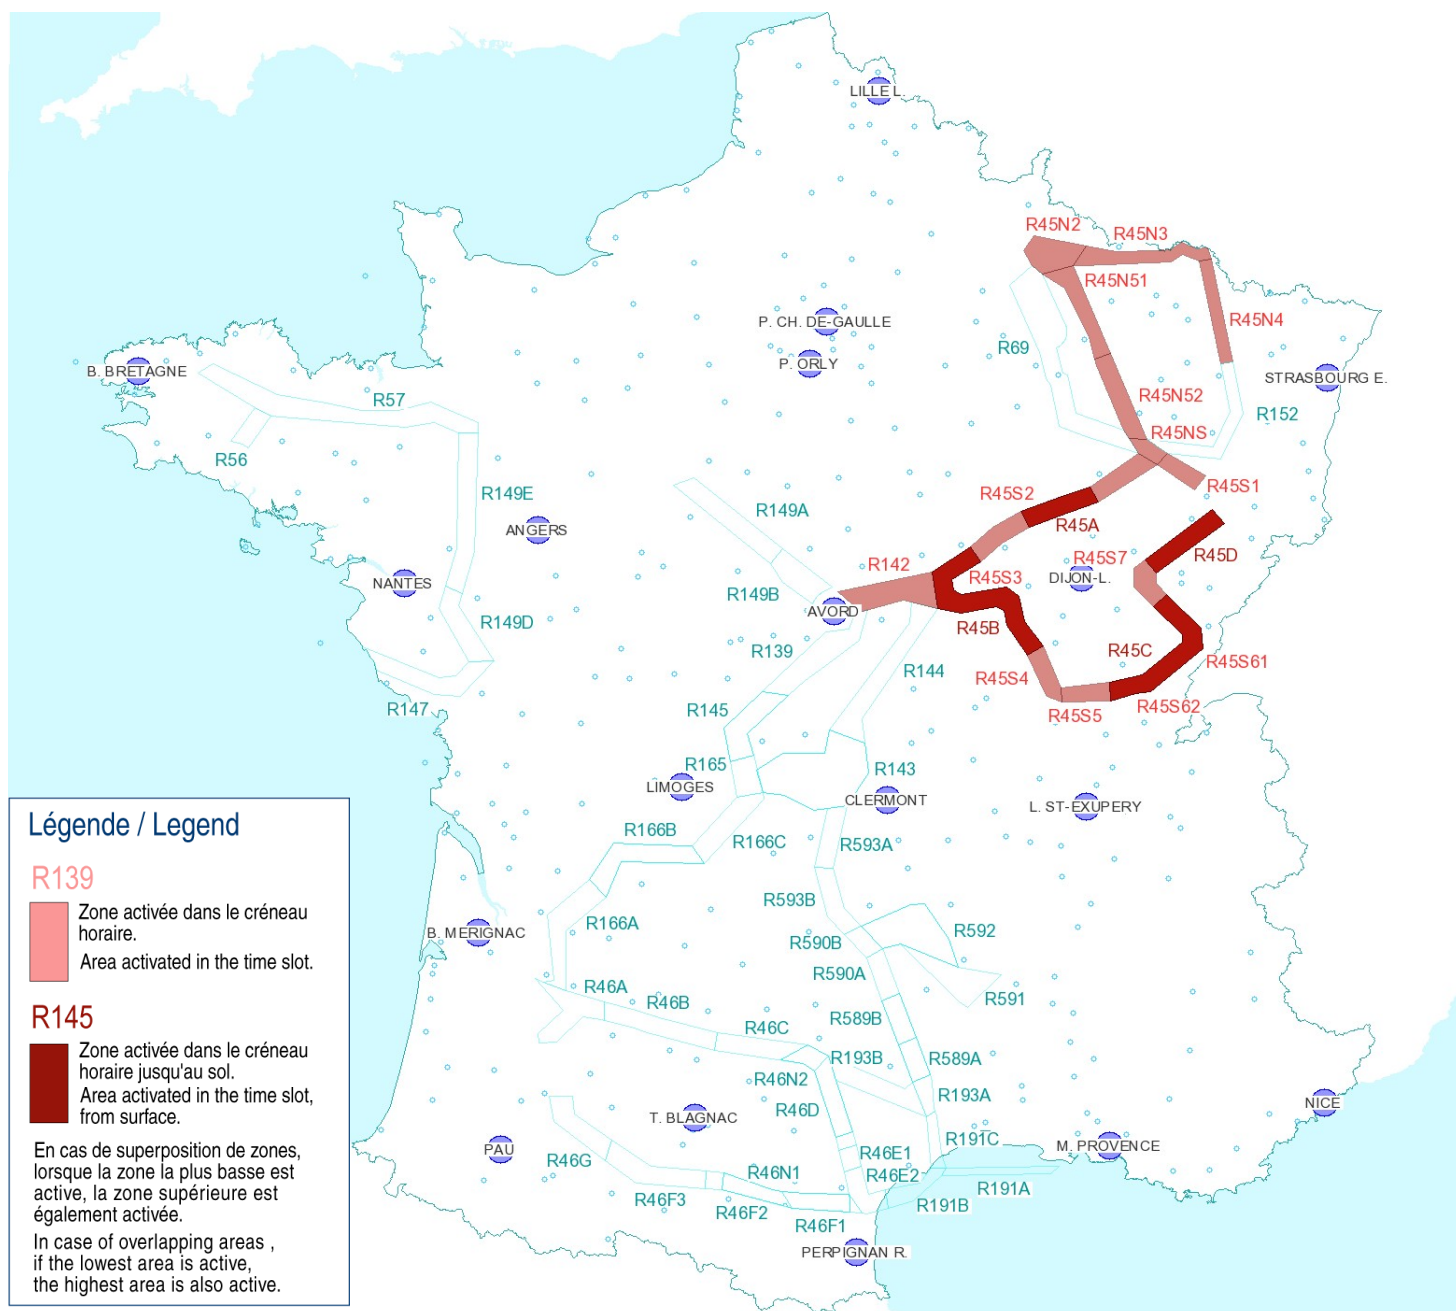 LILLE L.
R45N2
R45N3
R45N51
P. CH. DE-GAULLE
R45N4
R69
P. ORLY
B. BRETAGNE
STRASBOURG E.
R57
R45N52
R152
R45NS
R56
R149E
R45S1
R45S2
R149A
R45A
ANGERS
R45S7
R45D
R142
R45S3
DIJON-L.
NANTES
R149B
AVORD
R149D
R45B
R139
R45C
R45S61
R144
R45S4
R147
R145
R45S5
R45S62
R165
R143
LIMOGES
CLERMONT
L. ST-EXUPERY
Légende / Legend
R166B
R166C
R593A
R139
Zone activée dans le créneau
horaire.
Area activated in the time slot.
R593B
R166A
B. MERIGNAC
R590B
R592
R590A
R46A
R46B
R591
R145
R46C
R589B
Zone activée dans le créneau
horaire jusqu'au sol.
Area activated in the time slot,
from surface.
R193B
R589A
R46N2
R193A
R46D
NICE
T. BLAGNAC
R191C
M. PROVENCE
PAU
R46G
R46E1
R46N1
R46E2
R191A
R46F3
R46F2
R46F1
R191B
PERPIGNAN R.
En cas de superposition de zones,
lorsque la zone la plus basse est
active, la zone supérieure est
également activée.
In case of overlapping areas ,
if the lowest area is active,
the highest area is also active.